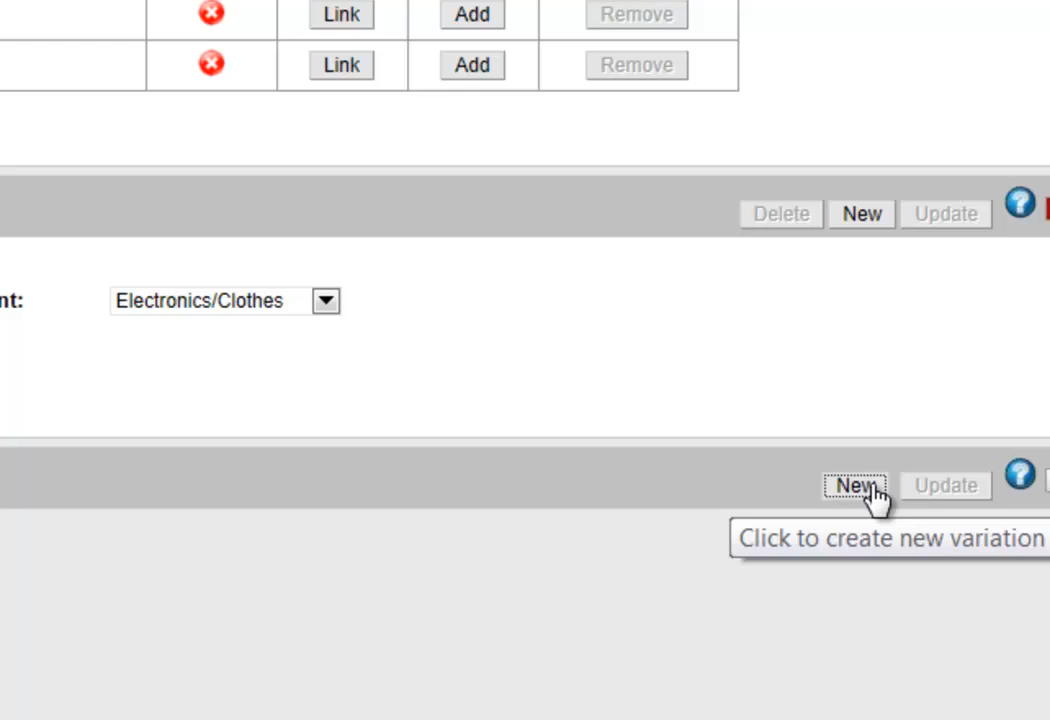 Link Add Remove
Link Add Remove
Delete New Update
nt: Electronics/Clothes
New Update
Click to create new variation